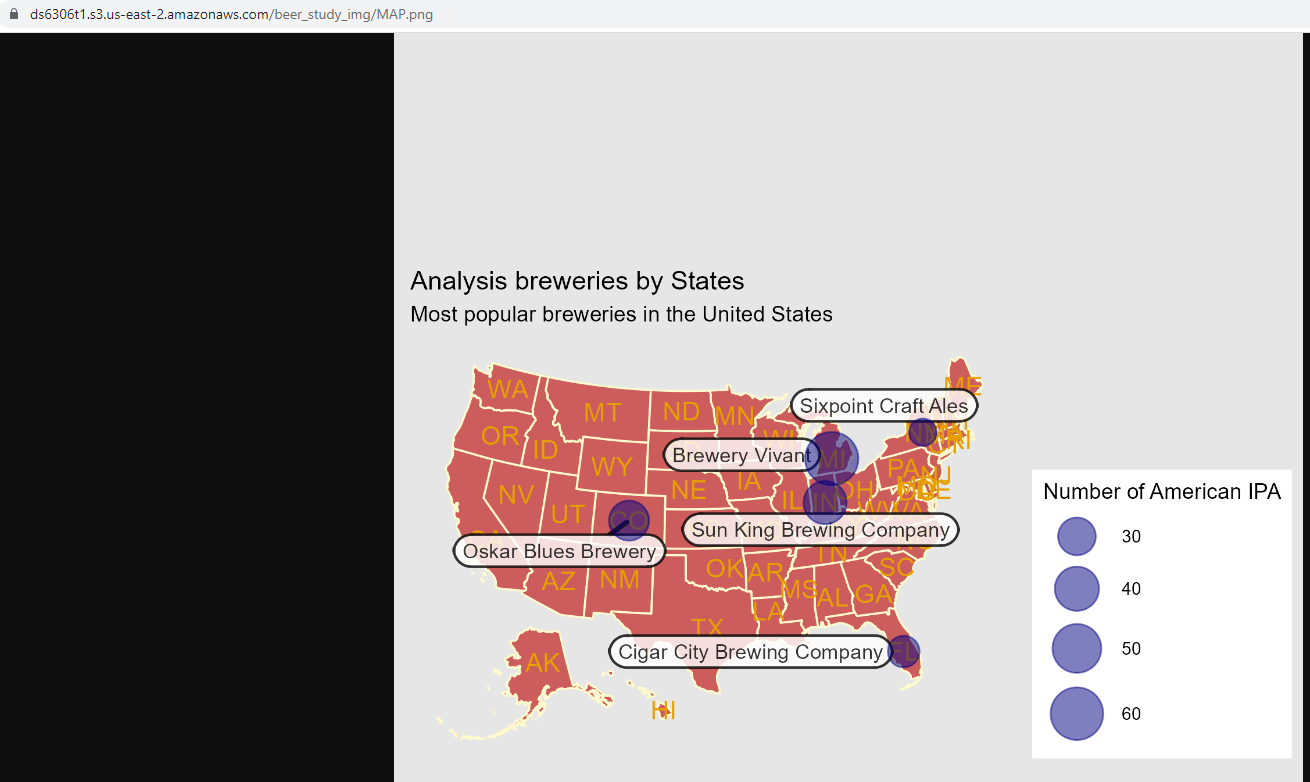 ds6306t1.s3.us-east-2.amazonaws.com/beer_study_img/MAP.png
Analysis breweries by States
Most popular breweries in the United States
ME
WA
MT
ND
MN
Sixpoint Craft Ales
OR
ID
WI
RI
Brewery Vivant
MI
WY
PA
NJ
NV
NE
IA
IL
IN
OH
DE
UT
CO
Sun King Brewing Company
Oskar Blues Brewery
AZ
NM
OK
AR
TN
SC
MS
AL
GA
LA
TX
Cigar City Brewing Company
FL
AK
HI
Number of American IPA
30
40
50
60